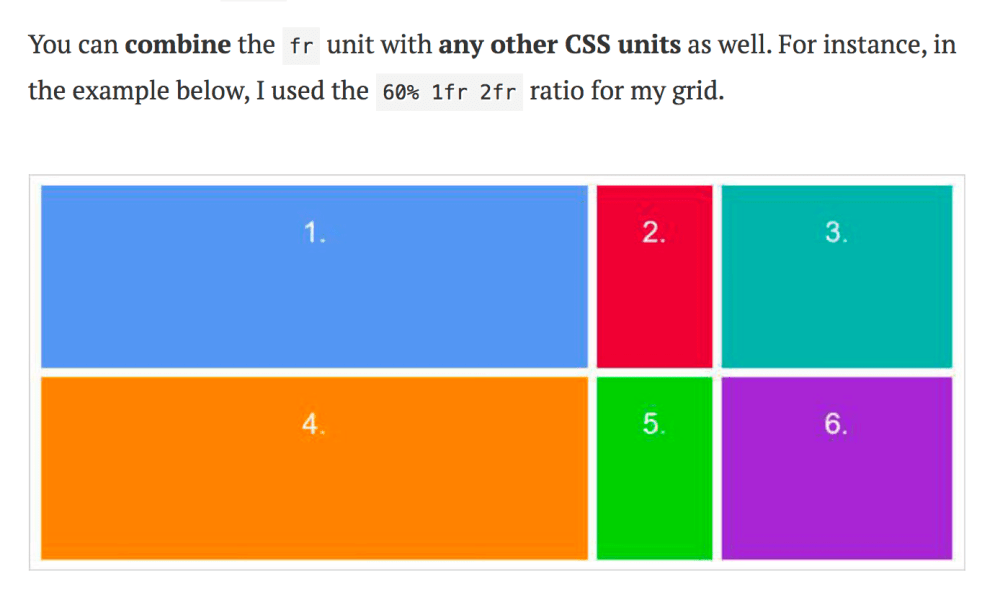 You can combine the fr unit with any other CSS units as well. For instance, in
the example below, I used the 60% 1fr 2fr ratio for my grid.
1. 2. 3.
4. 5. 6.